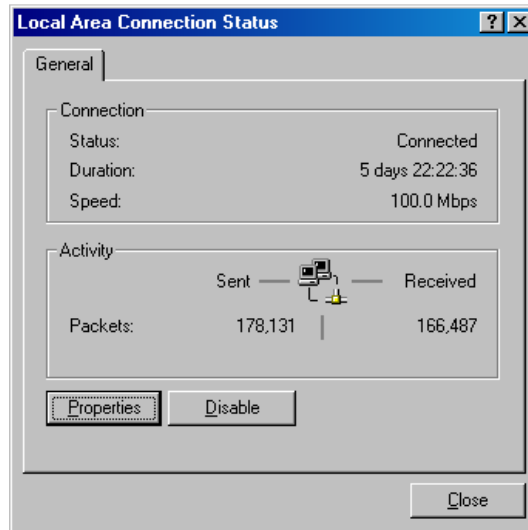 Local Area Connection Status
General
Connection
Status: Connected
Duration: 5 days 22:22:36
Speed: 100.0 Mbps
Activity
Sent Received
Packets: 178,131 166,487
Properties Disable
Close